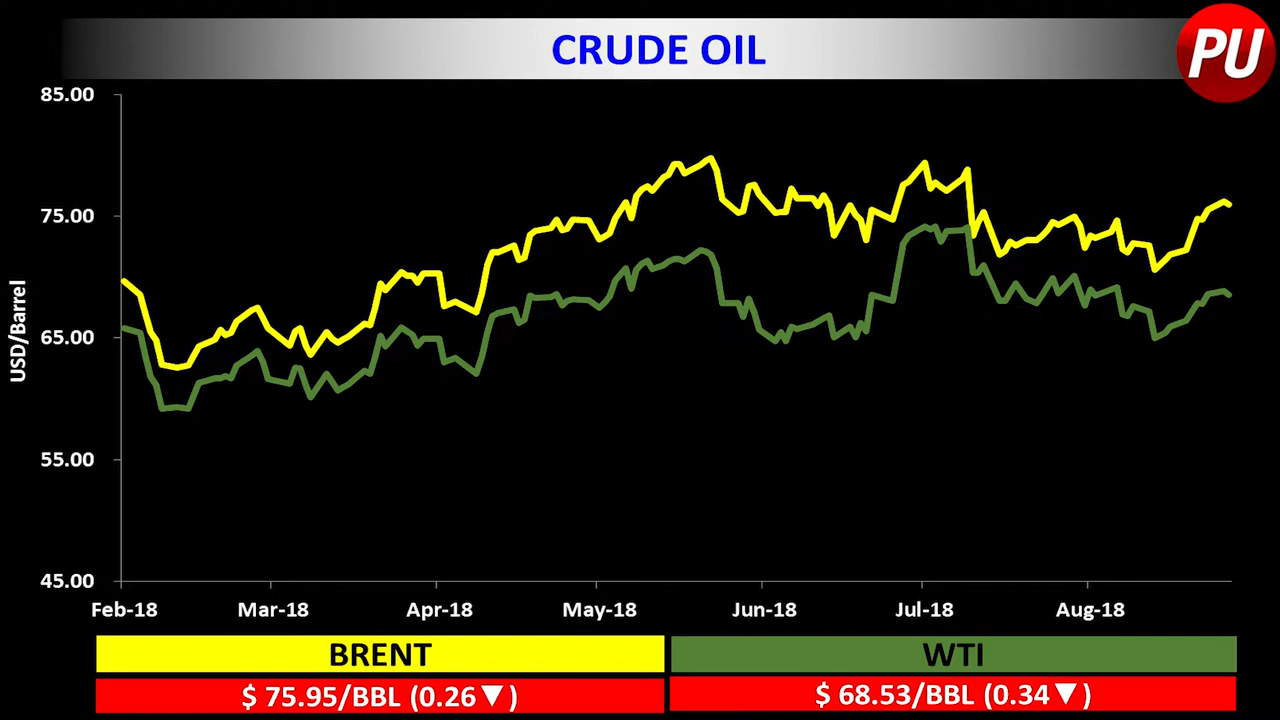 CRUDE OIL
PU
85.00
75.00
65.00
55.00
45.00
USD/Barrel
Feb-18 Mar-18 Apr-18 May-18 Jun-18 Jul-18 Aug-18
BRENT WTI
$ 75.95/BBL (0.26▼) $ 68.53/BBL (0.34▼)